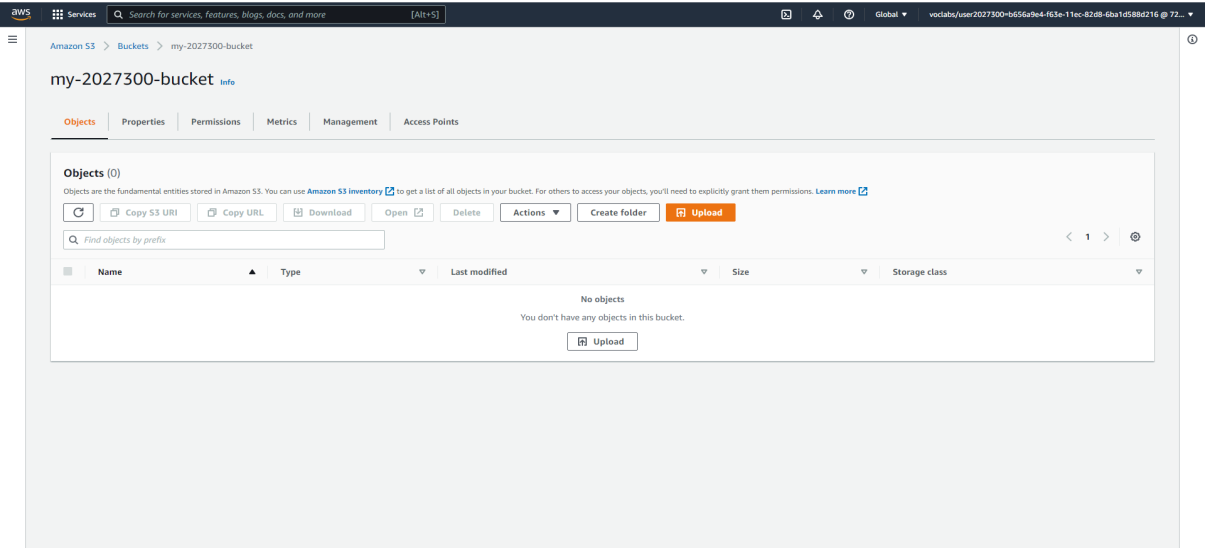 aws Services Search for services, features, blogs, docs, and more [Alt+S] Global ▼ voclabs/user2027300=b656a9e4-f63e-11ec-82d8-6ba1d588d216 @ 72... ▼
Amazon S3 > Buckets > my-2027300-bucket
my-2027300-bucket Info
Objects Properties Permissions Metrics Management Access Points
Objects (0)
Objects are the fundamental entities stored in Amazon S3. You can use Amazon S3 inventory to get a list of all objects in your bucket. For others to access your objects, you'll need to explicitly grant them permissions. Learn more
Copy S3 URI Copy URL Download Open Delete Actions ▼ Create folder Upload
Find objects by prefix < 1 >
Name Type Last modified Size Storage class
No objects
You don't have any objects in this bucket.
Upload